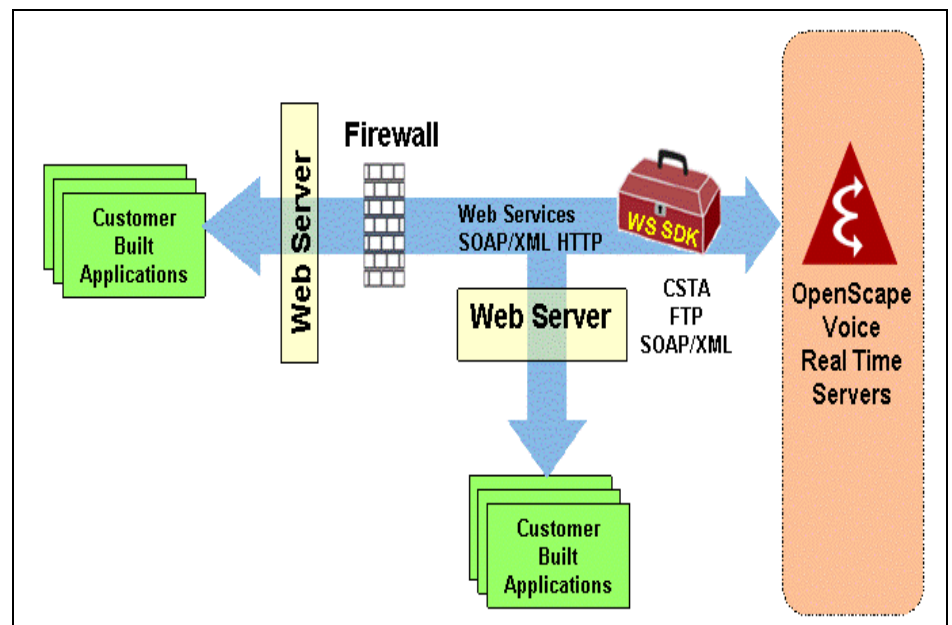 Firewall
Web Server
Customer
Built
Applications
Web Services
SOAP/XML HTTP
WS SDK
CSTA
FTP
SOAP/XML
Web Server
OpenScape
Voice
Real Time
Servers
Customer
Built
Applications